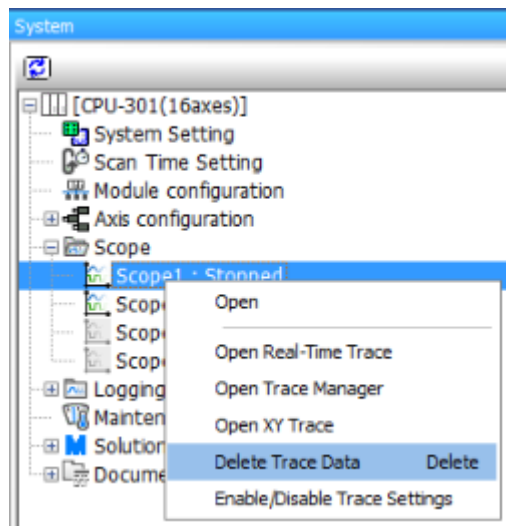 System
[CPU-301(16axes)]
System Setting
Scan Time Setting
Module configuration
Axis configuration
Scope
Scope1 : Stopped
Open
Open Real-Time Trace
Open Trace Manager
Logging
Open XY Trace
Solution
Delete Trace Data Delete
Enable/Disable Trace Settings